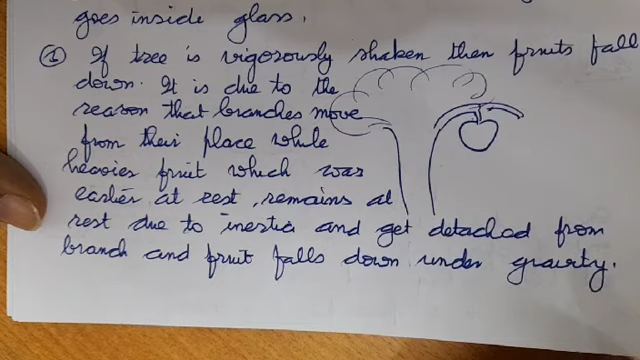 goes inside glass.
① If tree is vigorously shaken then fruits fall
down. It is due to the
reason that branches move
from their place while
heavies fruit which was
earlier at rest, remains at
rest due to inertia and get detached from
branch and fruit falls down under gravity.